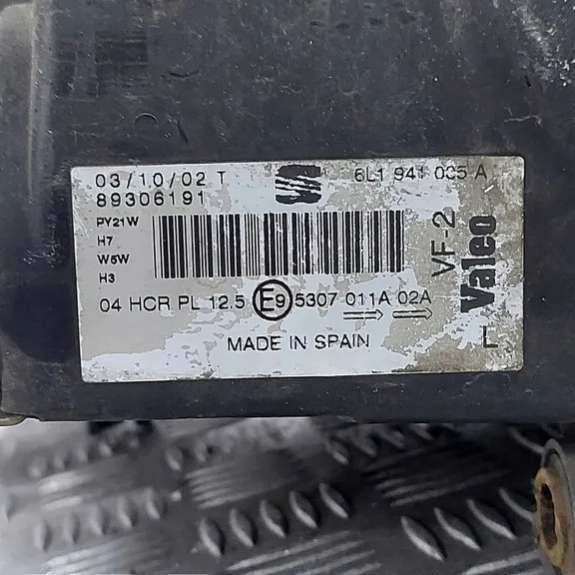 03/10/02 T
6L1 941 005 A
89306191
PY21W
H7
W5W
H3
04 HCR PL 12.5 E9 5307 011A 02A
MADE IN SPAIN
VF-2
Valeo
L